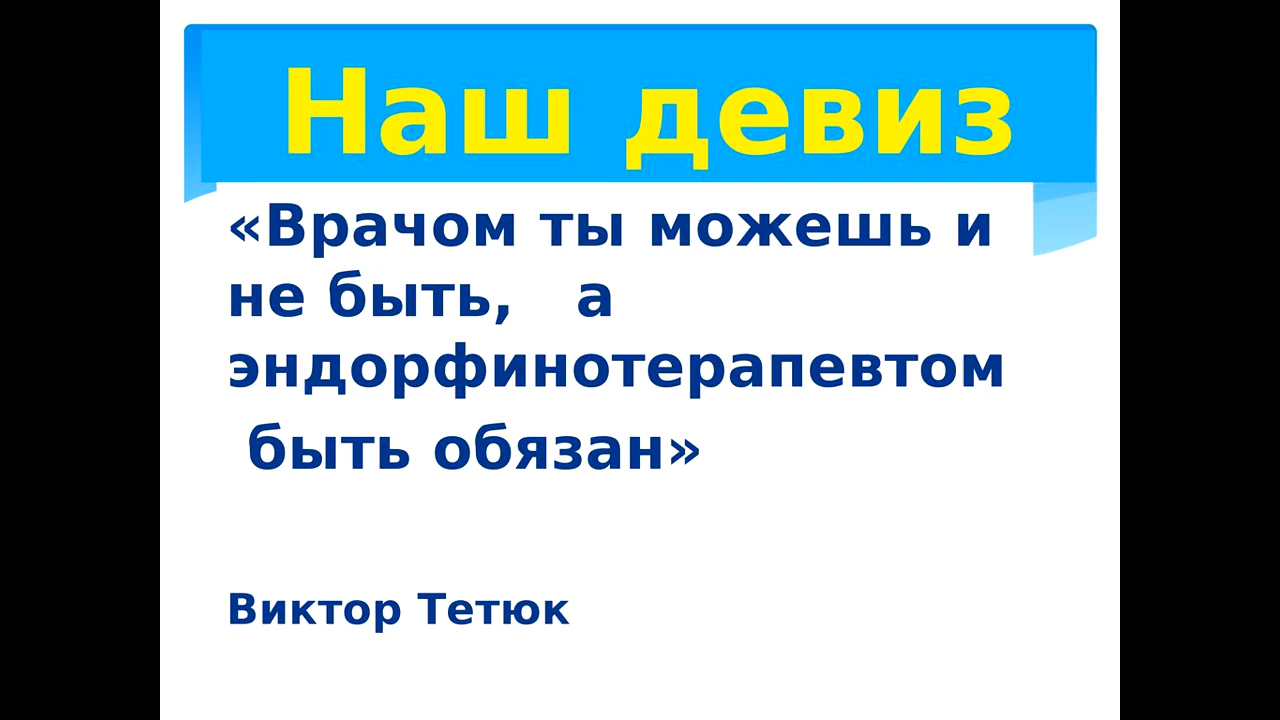 Наш девиз
«Врачом ты можешь и
не быть,   а
эндорфинотерапевтом
быть обязан»
Виктор Тетюк